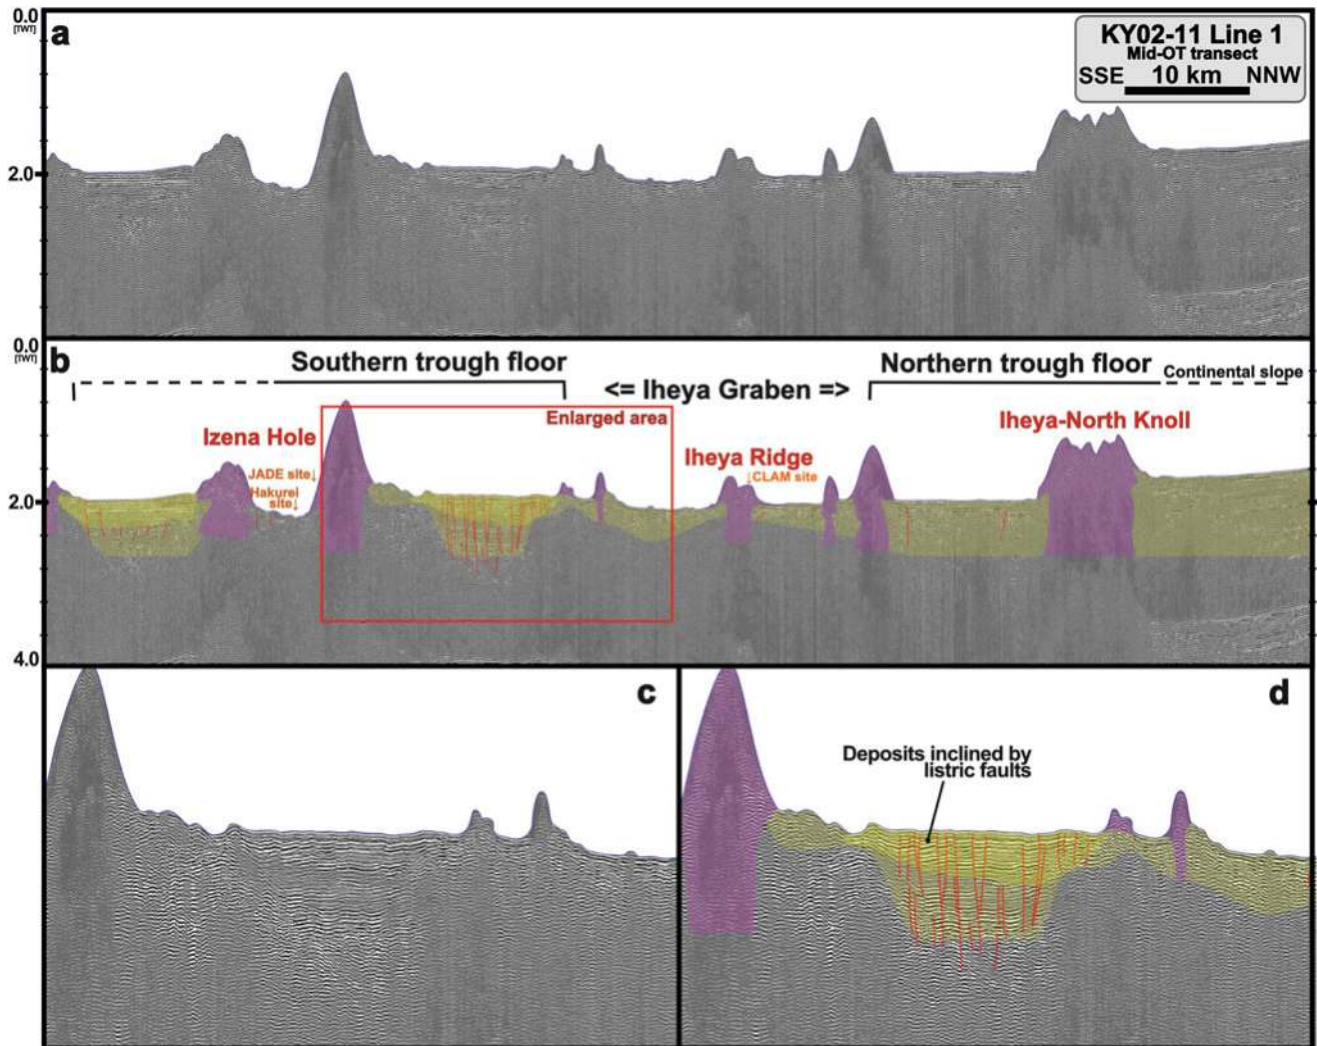 0.0
[TWT]
a
KY02-11 Line 1
Mid-OT transect
SSE 10 km NNW
2.0
0.0
[TWT]
b
Southern trough floor
<= Iheya Graben =>
Northern trough floor
Continental slope
Enlarged area
Izena Hole
JADE site↓
Hakurei
site↓
Iheya Ridge
↓CLAM site
Iheya-North Knoll
2.0
4.0
c
d
Deposits inclined by
listric faults